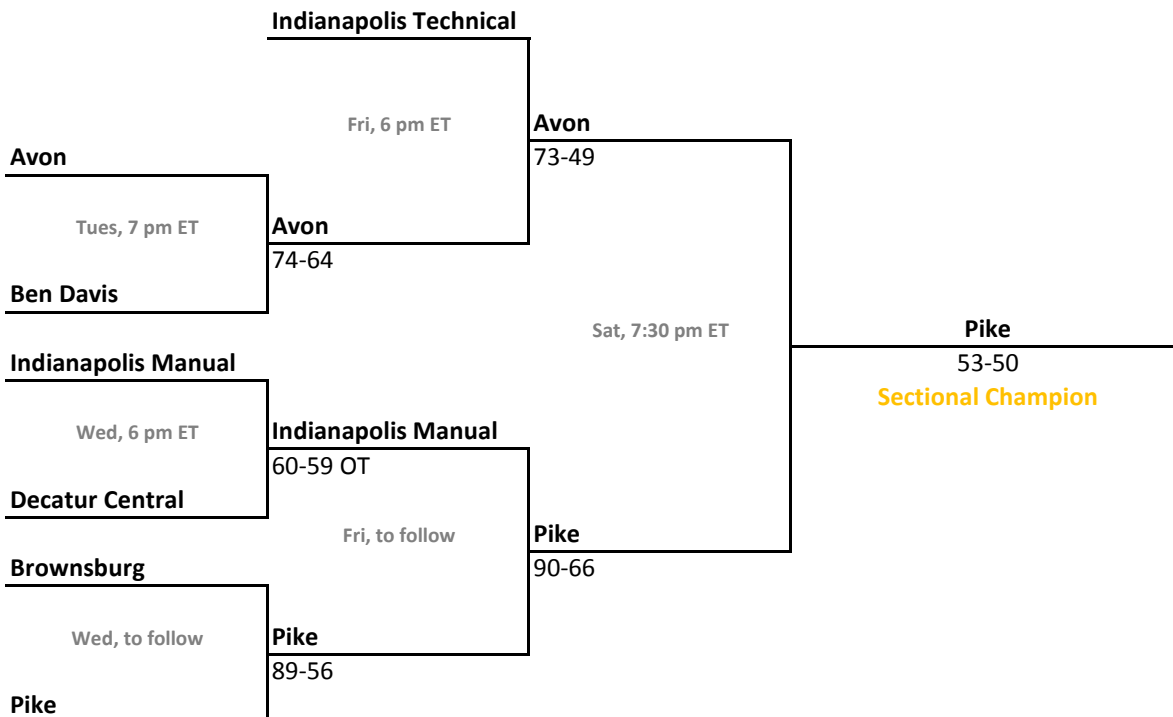 Indianapolis Technical
Fri, 6 pm ET
Avon
73-49
Avon
Tues, 7 pm ET
Avon
74-64
Ben Davis
Sat, 7:30 pm ET
Pike
53-50
Sectional Champion
Indianapolis Manual
Wed, 6 pm ET
Indianapolis Manual
60-59 OT
Decatur Central
Fri, to follow
Pike
90-66
Brownsburg
Wed, to follow
Pike
89-56
Pike